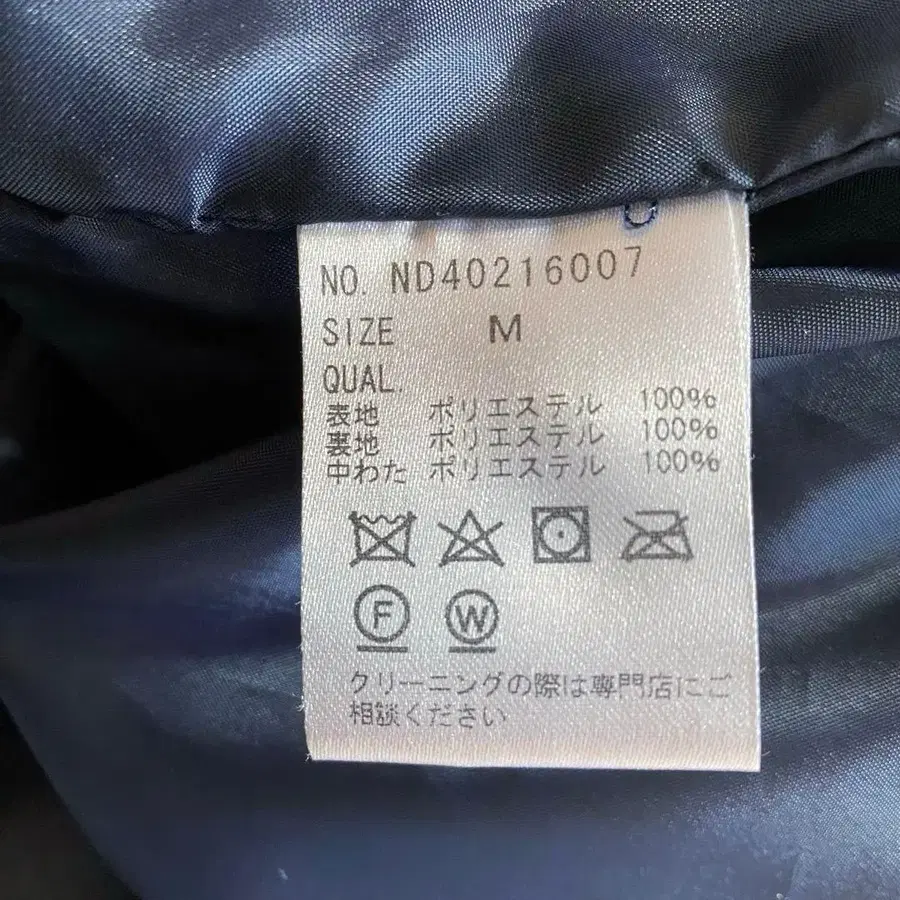 NO. ND40216007
SIZE M
QUAL.
表地 ポリエステル 100%
裏地 ポリエステル 100%
中わた ポリエステル 100%
F W
クリーニングの際は専門店にご
相談ください